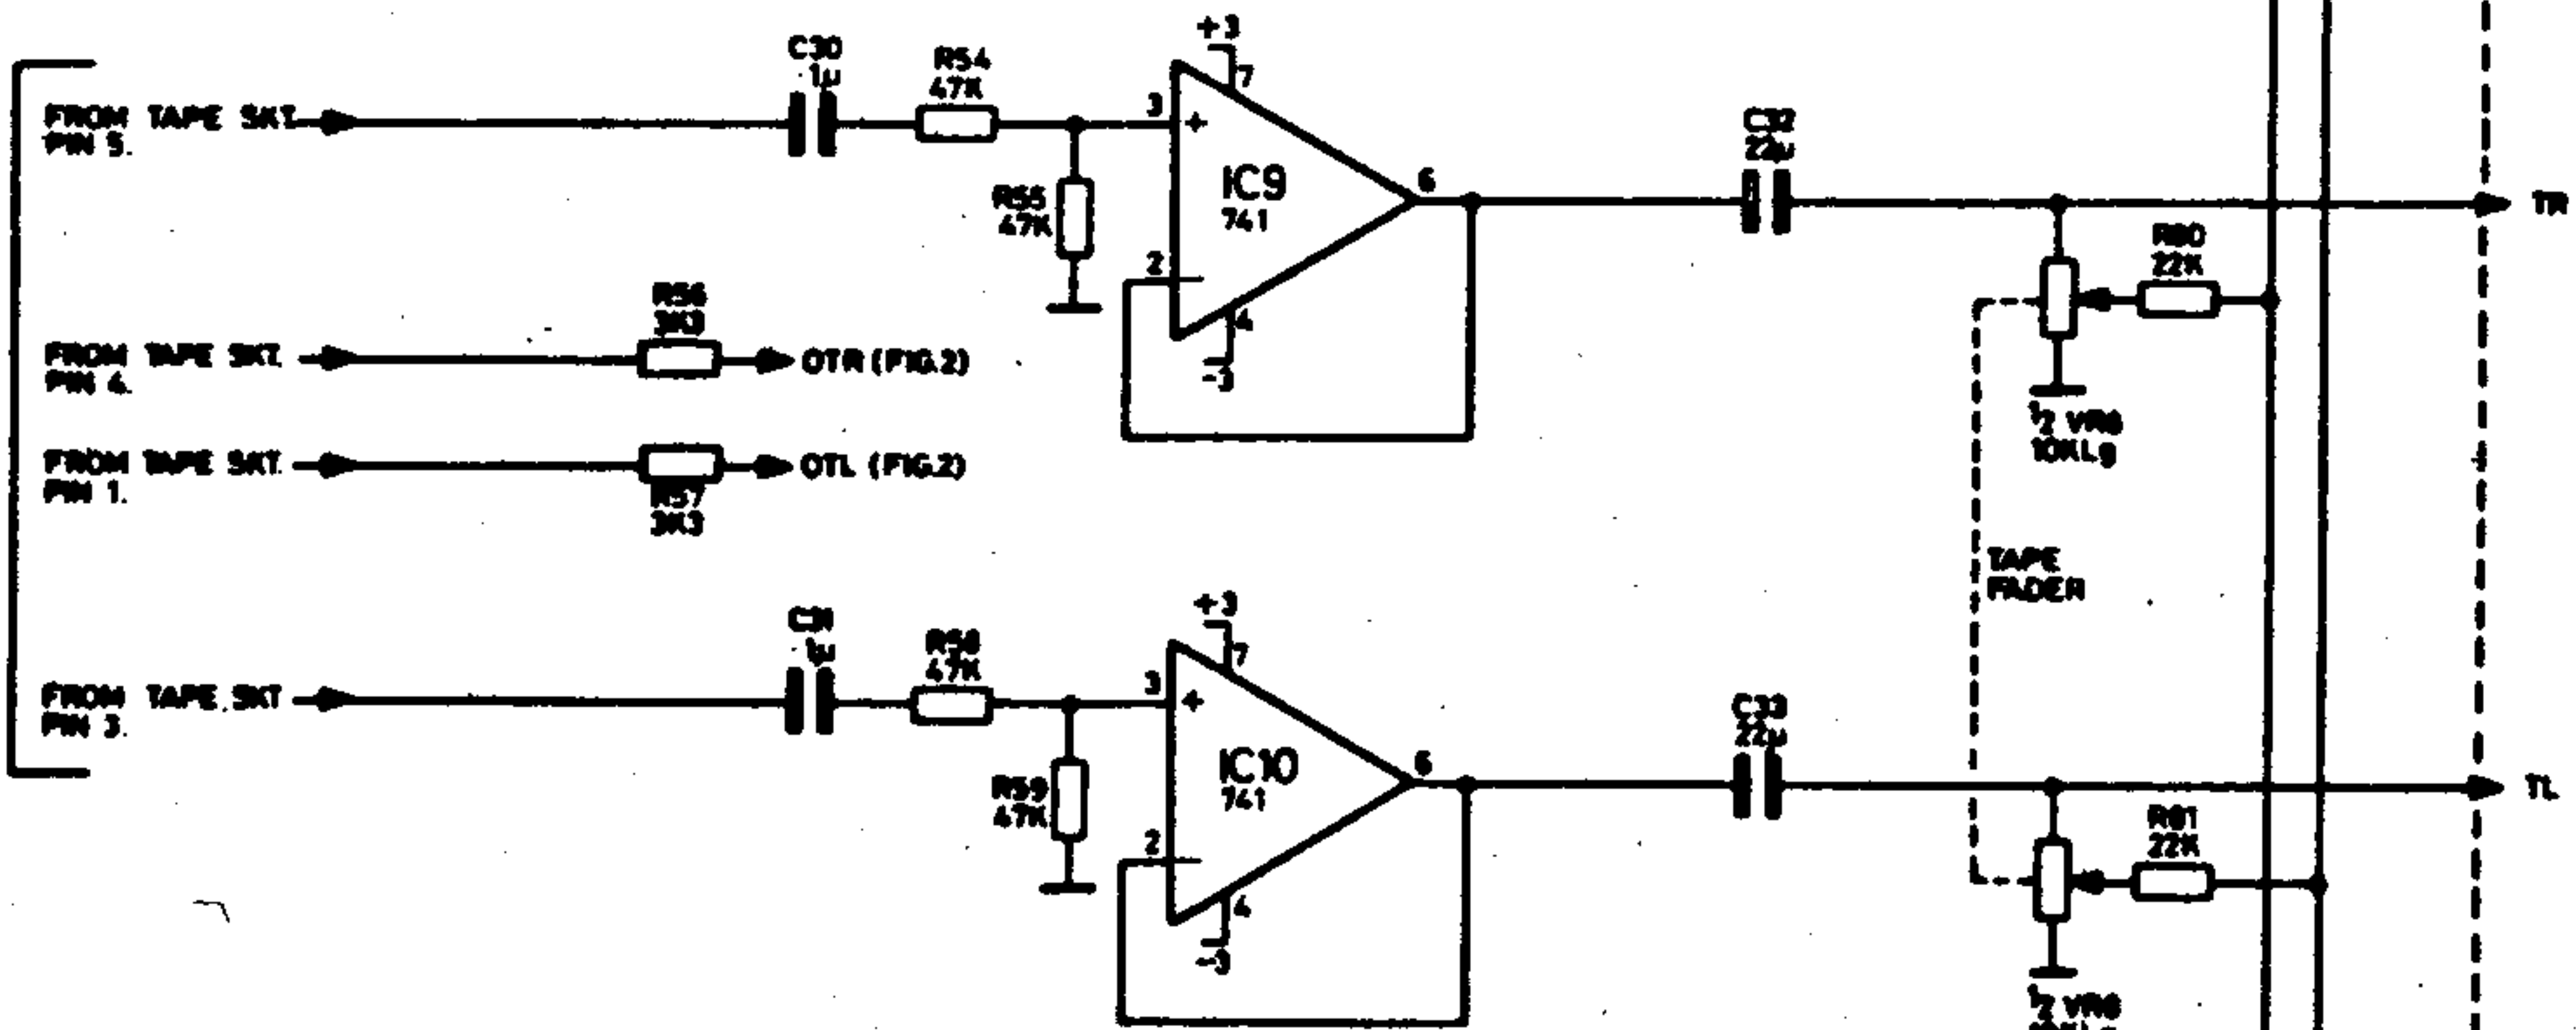 FROM TAPE SKT
PIN 5.
C30
·1µ
R54
47K
R55
47K
+3
7
3
+
IC9
741
2
−
4
-3
6
C32
22µ
TR
R80
22K
½
10KLg
FROM TAPE SKT.
PIN 4.
R56
3K3
OTR (FIG.2)
FROM TAPE SKT.
PIN 1.
R57
3K3
OTL (FIG.2)
TAPE
FADER
FROM TAPE SKT
PIN 3.
C31
·1µ
R58
47K
R59
47K
+3
7
3
+
IC10
741
2
−
4
-3
6
C33
22µ
TL
R81
22K
½